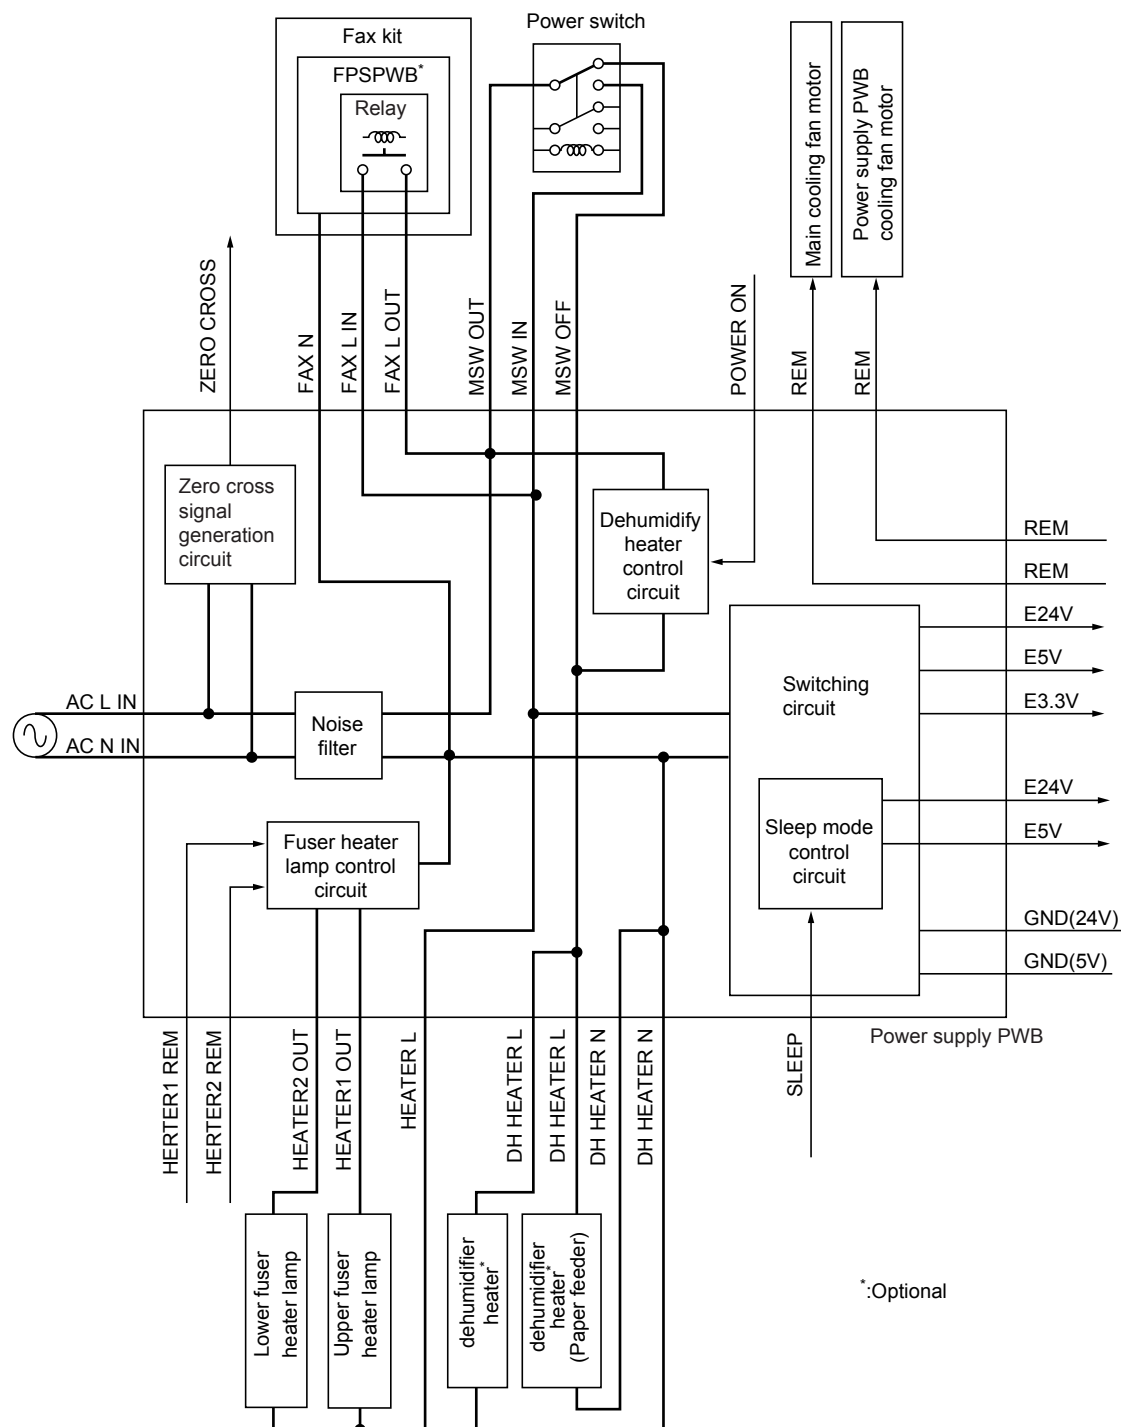 Power switch
Fax kit
FPSPWB*
Relay
Main cooling fan motor
Power supply PWB
cooling fan motor
ZERO CROSS
FAX N
FAX L IN
FAX L OUT
MSW OUT
MSW IN
MSW OFF
POWER ON
REM
REM
Zero cross
signal
generation
circuit
Dehumidify
heater
control
circuit
REM
REM
E24V
E5V
E3.3V
Switching
circuit
AC L IN
AC N IN
Noise
filter
E24V
E5V
Sleep mode
control
circuit
Fuser heater
lamp control
circuit
GND(24V)
GND(5V)
Power supply PWB
HERTER1 REM
HERTER2 REM
HEATER2 OUT
HEATER1 OUT
HEATER L
DH HEATER L
DH HEATER L
DH HEATER N
DH HEATER N
SLEEP
Lower fuser
heater lamp
Upper fuser
heater lamp
dehumidifier
heater*
dehumidifier
heater*
(Paper feeder)
*:Optional